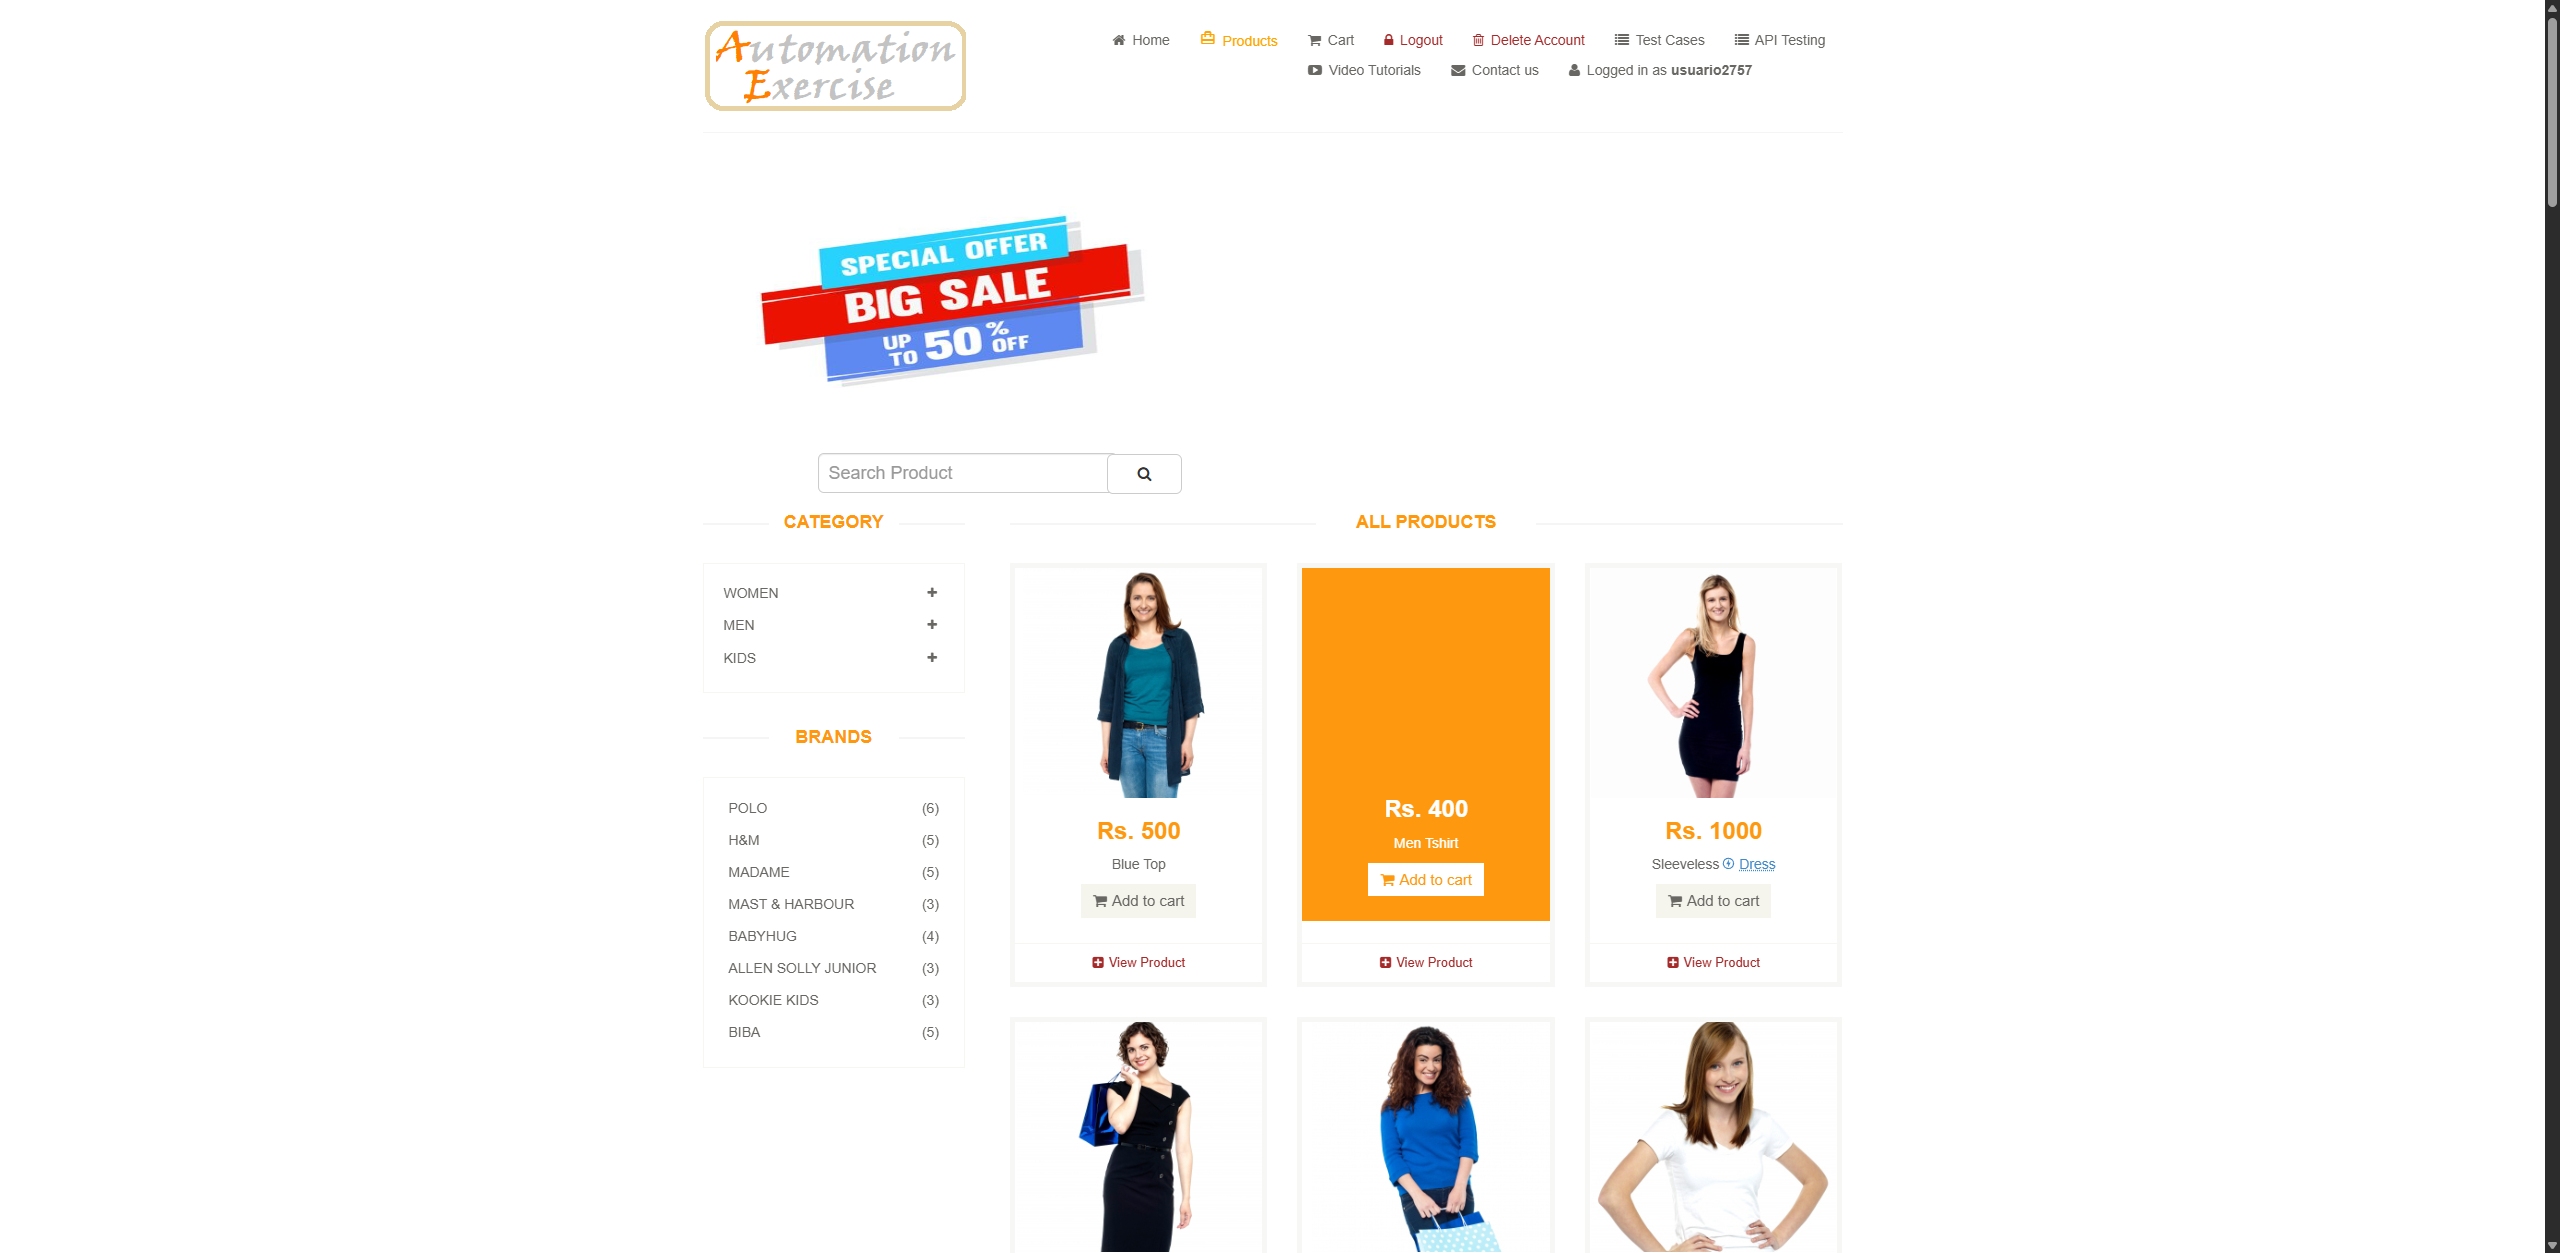 Automation
Exercise
Home Products Cart Logout Delete Account Test Cases API Testing
Video Tutorials Contact us Logged in as usuario2757
SPECIAL OFFER
BIG SALE
UP TO 50% OFF
Search Product
CATEGORY
WOMEN
MEN
KIDS
BRANDS
POLO (6)
H&M (5)
MADAME (5)
MAST & HARBOUR (3)
BABYHUG (4)
ALLEN SOLLY JUNIOR (3)
KOOKIE KIDS (3)
BIBA (5)
ALL PRODUCTS
Rs. 500
Blue Top
Add to cart
View Product
Rs. 400
Men Tshirt
Add to cart
View Product
Rs. 1000
Sleeveless Dress
Add to cart
View Product